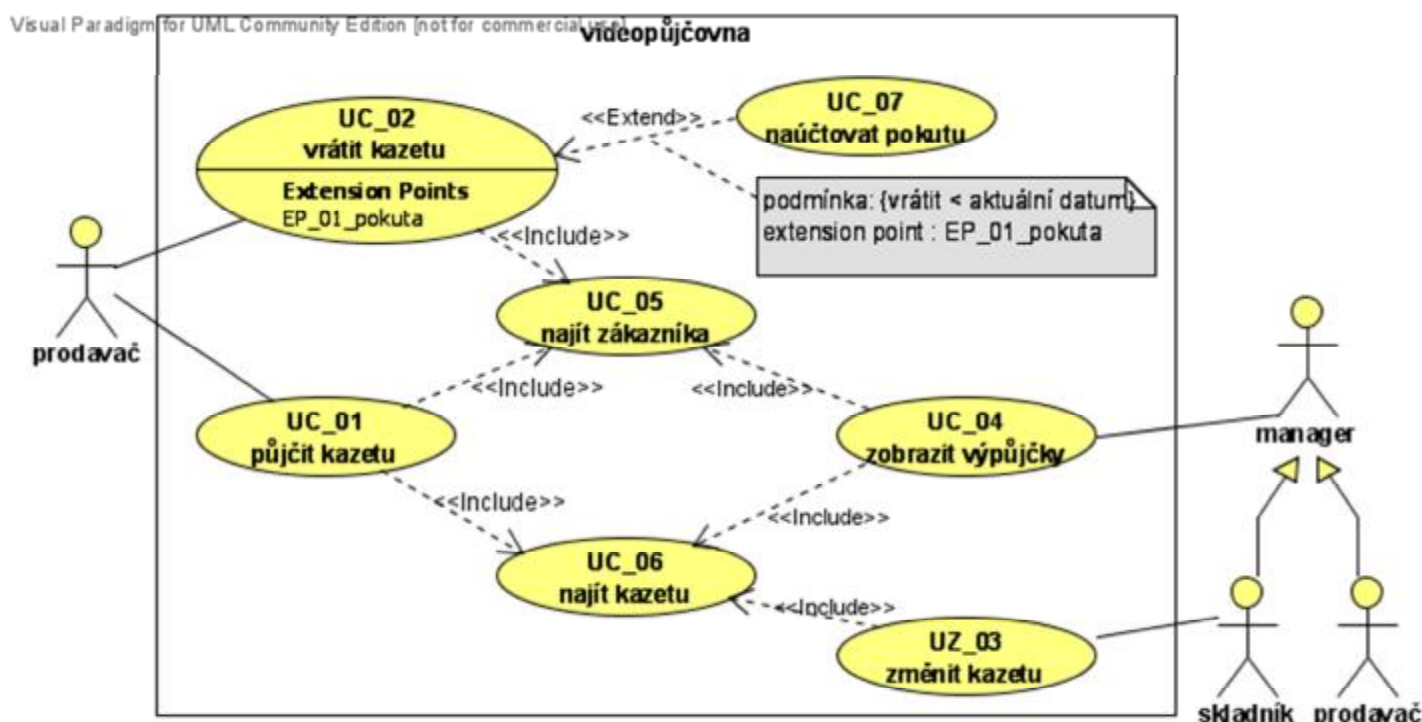 Visual Paradigm for UML Community Edition [not for commercial use]
videopůjčovna
UC_02
vrátit kazetu
Extension Points
EP_01_pokuta
<<Extend>>
UC_07
naúčtovat pokutu
podmínka: {vrátit < aktuální datum}
extension point : EP_01_pokuta
<<Include>>
prodavač
UC_05
najít zákazníka
<<Include>>
<<Include>>
UC_01
půjčit kazetu
UC_04
zobrazit výpůjčky
manager
<<Include>>
<<Include>>
UC_06
najít kazetu
<<Include>>
UZ_03
změnit kazetu
skladník
prodavač